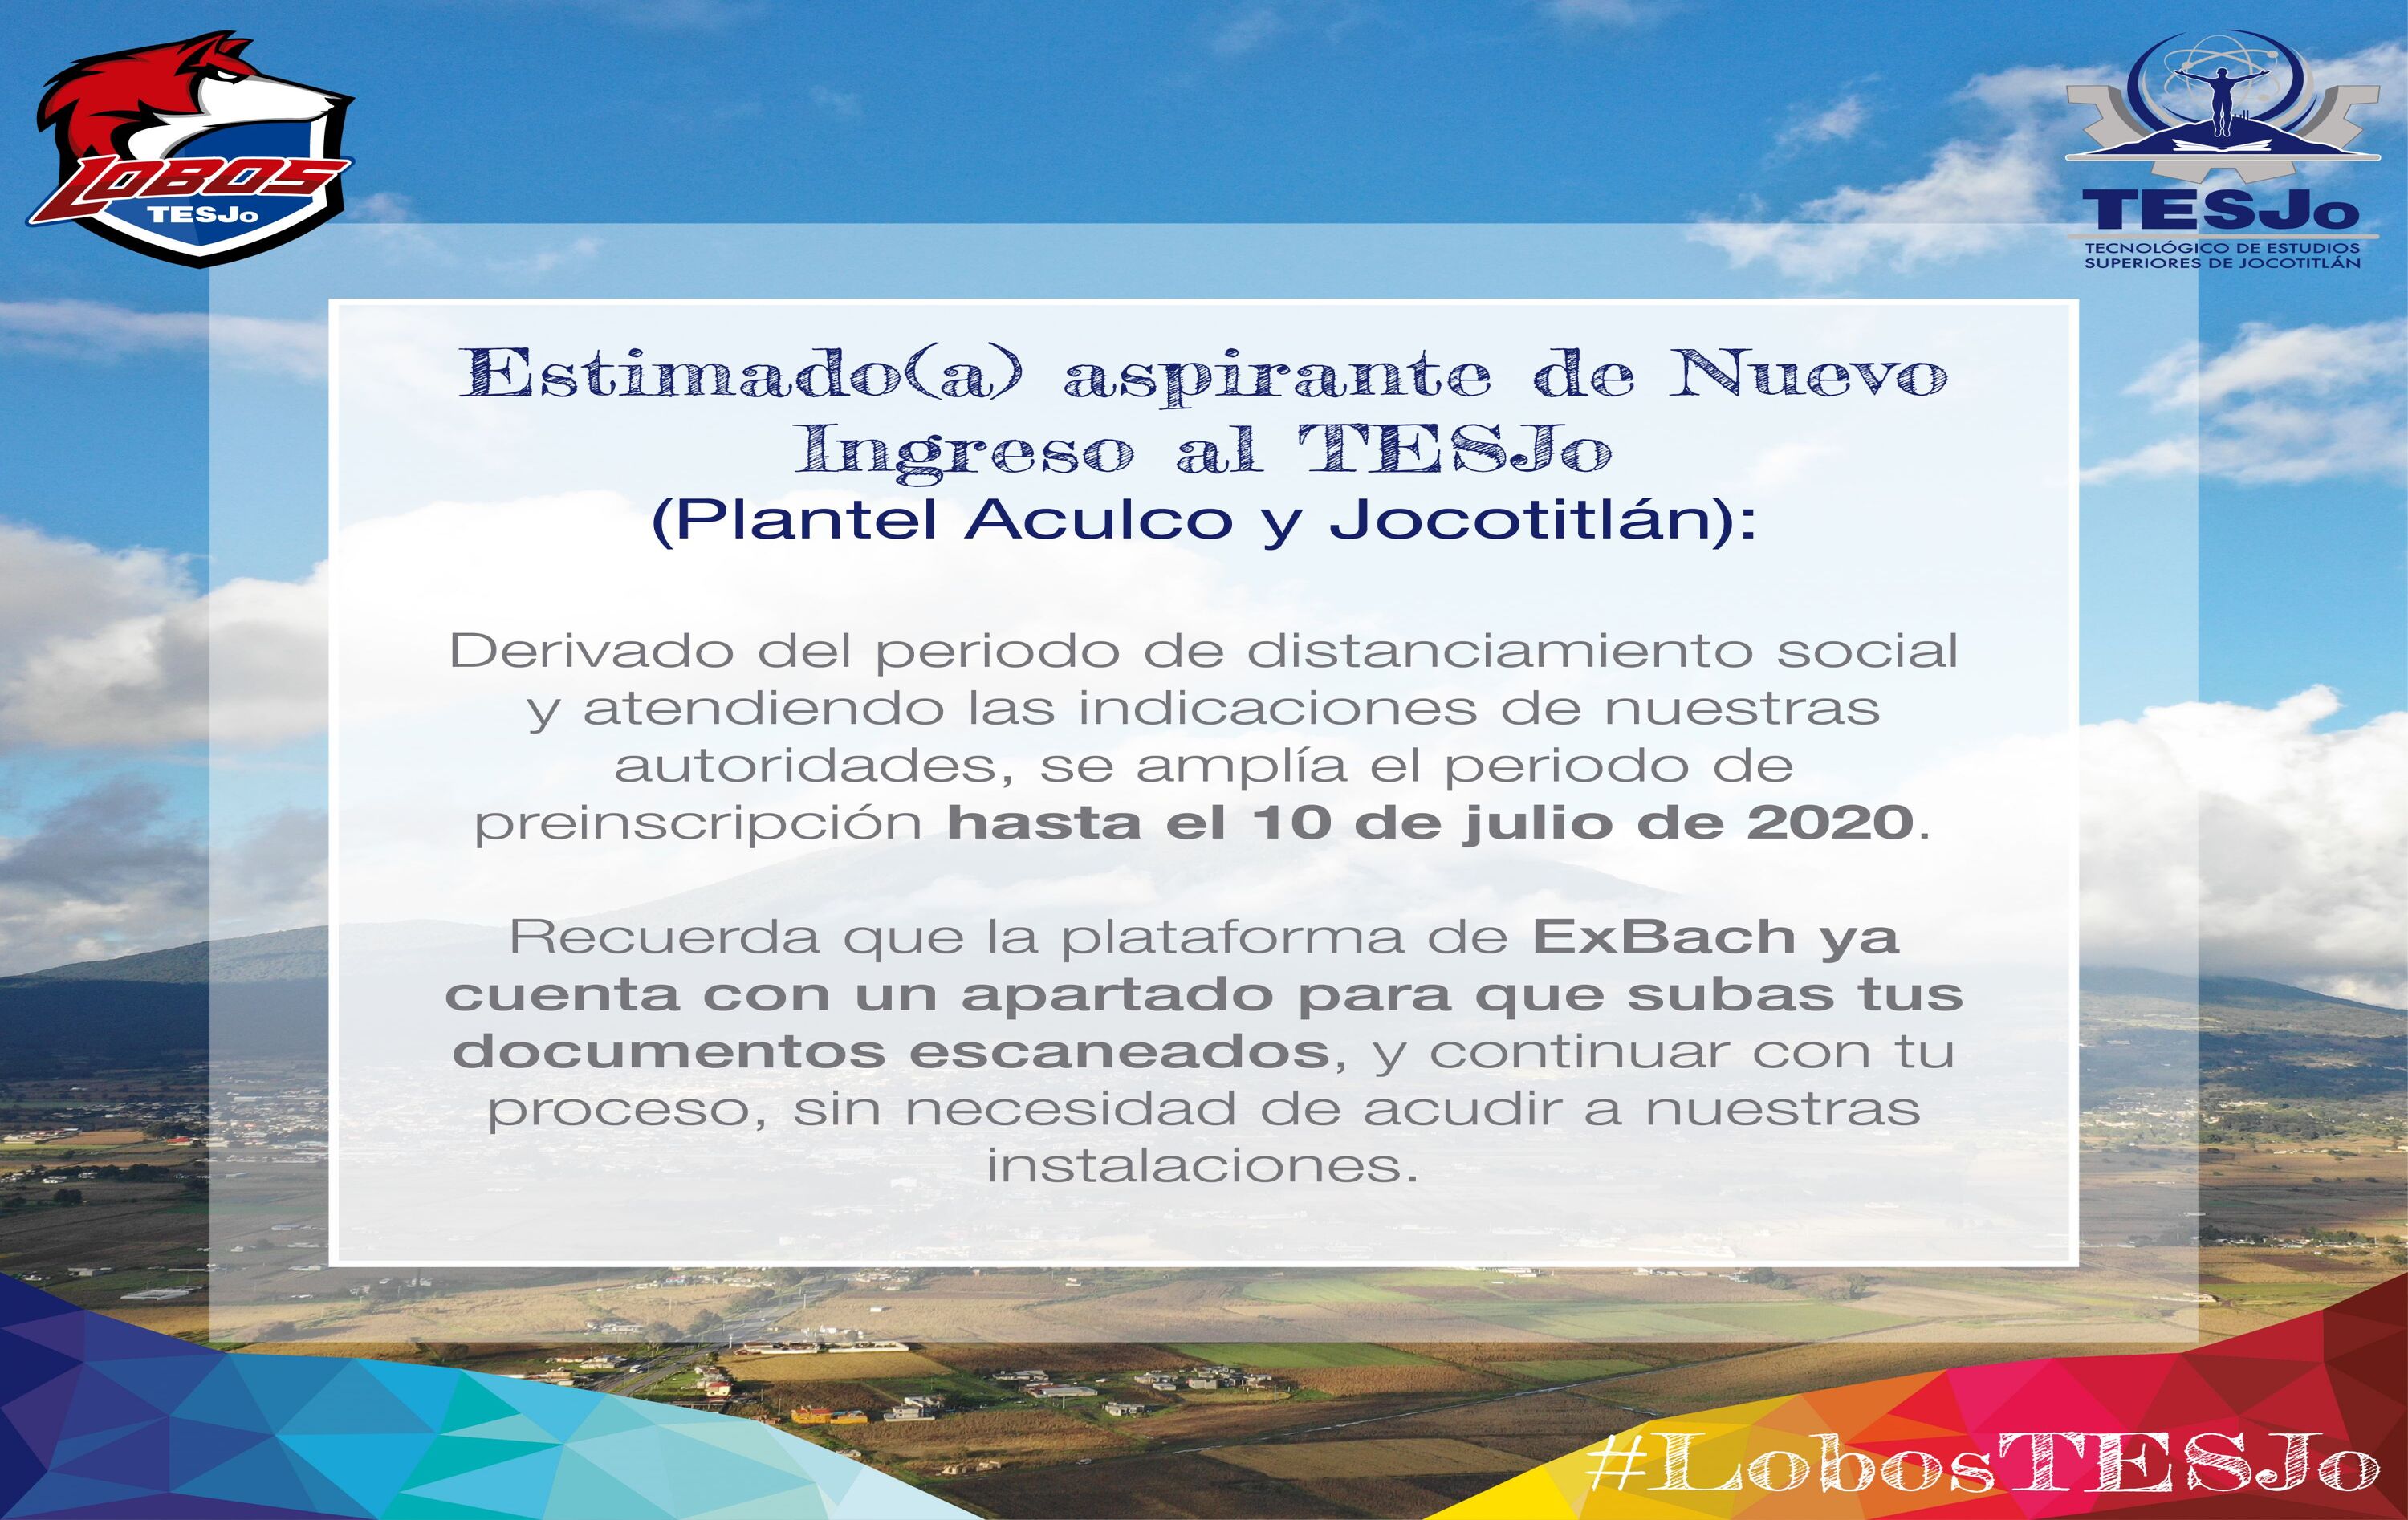 LOBOS
TESJo
TESJo
TECNOLÓGICO DE ESTUDIOS
SUPERIORES DE JOCOTITLÁN
Estimado(a) aspirante de Nuevo
Ingreso al TESJo
(Plantel Aculco y Jocotitlán):
Derivado del periodo de distanciamiento social
y atendiendo las indicaciones de nuestras
autoridades, se amplía el periodo de
preinscripción hasta el 10 de julio de 2020.
Recuerda que la plataforma de ExBach ya
cuenta con un apartado para que subas tus
documentos escaneados, y continuar con tu
proceso, sin necesidad de acudir a nuestras
instalaciones.
#LobosTESJo